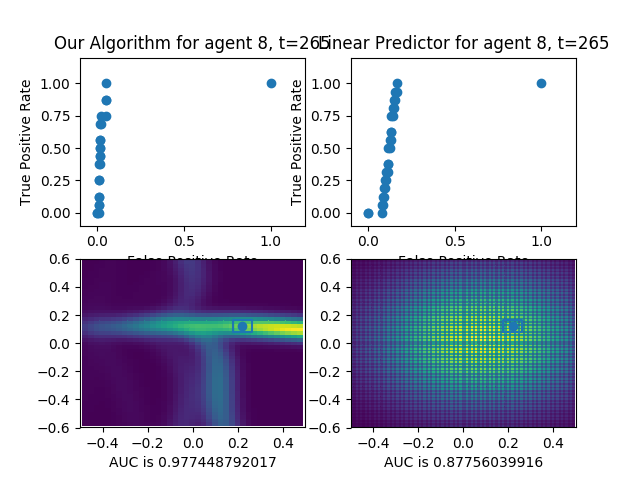 Our Algorithm for agent 8, t=265
Linear Predictor for agent 8, t=265
True Positive Rate
1.00
0.75
0.50
0.25
0.00
0.0 0.5 1.0
False Positive Rate
True Positive Rate
1.00
0.75
0.50
0.25
0.00
0.0 0.5 1.0
False Positive Rate
0.6
0.4
0.2
0.0
−0.2
−0.4
−0.6
−0.4 −0.2 0.0 0.2 0.4
AUC is 0.977448792017
0.6
0.4
0.2
0.0
−0.2
−0.4
−0.6
−0.4 −0.2 0.0 0.2 0.4
AUC is 0.87756039916